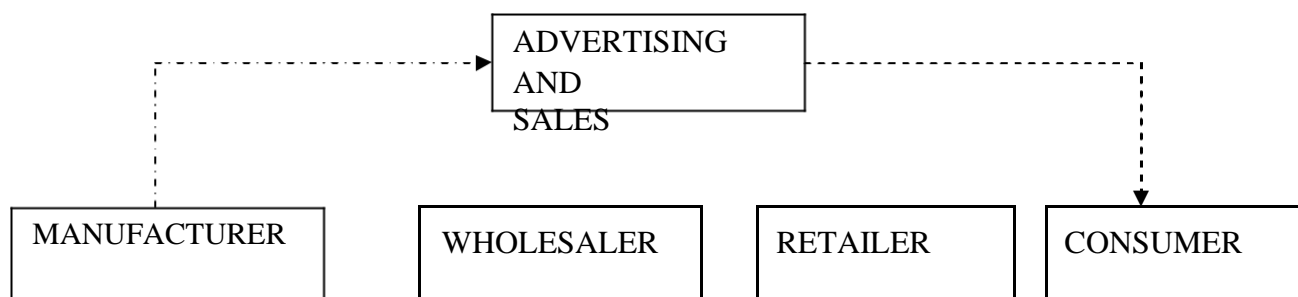 ADVERTISING
AND
SALES
MANUFACTURER
WHOLESALER
RETAILER
CONSUMER